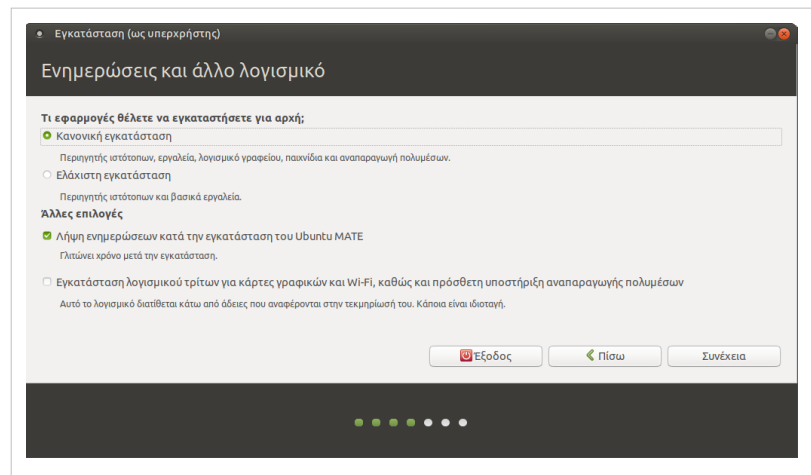 Εγκατάσταση (ως υπερχρήστης)
Ενημερώσεις και άλλο λογισμικό
Τι εφαρμογές θέλετε να εγκαταστήσετε για αρχή;
Κανονική εγκατάσταση
Περιηγητής ιστότοπων, εργαλεία, λογισμικό γραφείου, παιχνίδια και αναπαραγωγή πολυμέσων.
Ελάχιστη εγκατάσταση
Περιηγητής ιστότοπων και βασικά εργαλεία.
Άλλες επιλογές
Λήψη ενημερώσεων κατά την εγκατάσταση του Ubuntu MATE
Γλιτώνει χρόνο μετά την εγκατάσταση.
Εγκατάσταση λογισμικού τρίτων για κάρτες γραφικών και Wi-Fi, καθώς και πρόσθετη υποστήριξη αναπαραγωγής πολυμέσων
Αυτό το λογισμικό διατίθεται κάτω από άδειες που αναφέρονται στην τεκμηρίωσή του. Κάποια είναι ιδιοταγή.
Έξοδος Πίσω Συνέχεια